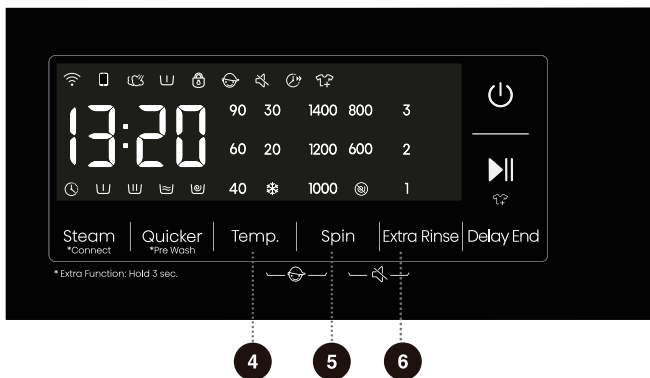 13:20
90 30 1400 800 3
60 20 1200 600 2
40 1000 1
Steam Quicker Temp. Spin Extra Rinse Delay End
*Connect *Pre Wash
* Extra Function: Hold 3 sec.
4 5 6